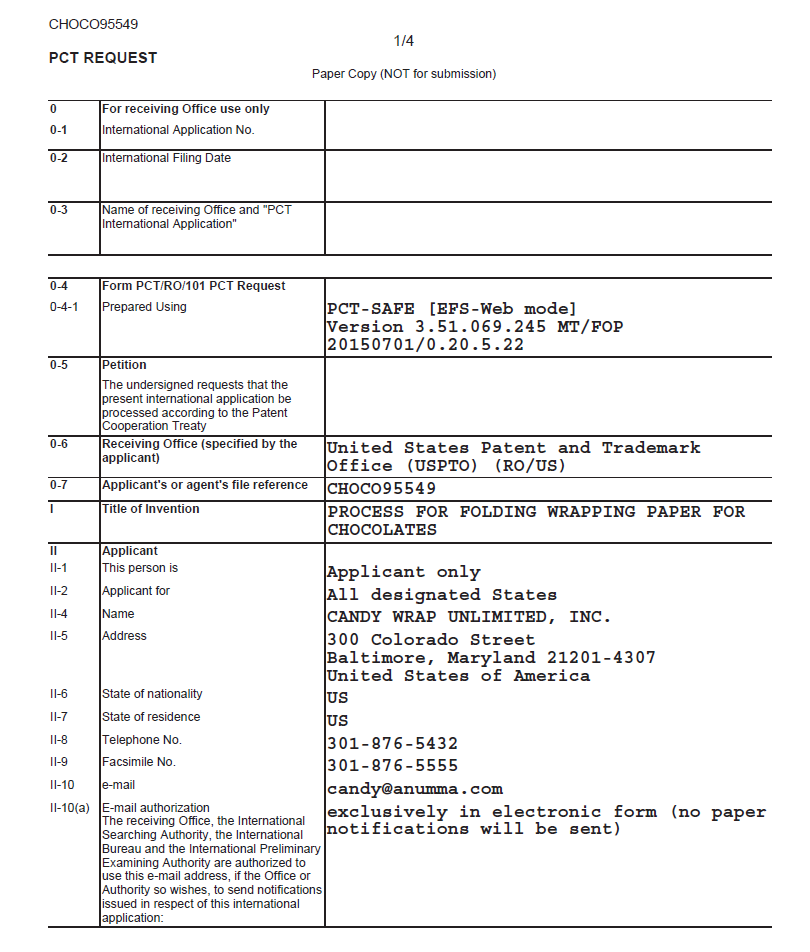 CHOCO95549
1/4
PCT REQUEST
Paper Copy (NOT for submission)
0 For receiving Office use only
0-1 International Application No.
0-2 International Filing Date
0-3 Name of receiving Office and "PCT
International Application"
0-4 Form PCT/RO/101 PCT Request
0-4-1 Prepared Using PCT-SAFE [EFS-Web mode]
Version 3.51.069.245 MT/FOP
20150701/0.20.5.22
0-5 Petition
The undersigned requests that the
present international application be
processed according to the Patent
Cooperation Treaty
0-6 Receiving Office (specified by the
applicant)
United States Patent and Trademark
Office (USPTO) (RO/US)
0-7 Applicant's or agent's file reference CHOCO95549
I Title of Invention PROCESS FOR FOLDING WRAPPING PAPER FOR
CHOCOLATES
II Applicant
II-1 This person is Applicant only
II-2 Applicant for All designated States
II-4 Name CANDY WRAP UNLIMITED, INC.
II-5 Address 300 Colorado Street
Baltimore, Maryland 21201-4307
United States of America
II-6 State of nationality US
II-7 State of residence US
II-8 Telephone No. 301-876-5432
II-9 Facsimile No. 301-876-5555
II-10 e-mail candy@anumma.com
II-10(a) E-mail authorization
The receiving Office, the International
Searching Authority, the International
Bureau and the International Preliminary
Examining Authority are authorized to
use this e-mail address, if the Office or
Authority so wishes, to send notifications
issued in respect of this international
application:
exclusively in electronic form (no paper
notifications will be sent)